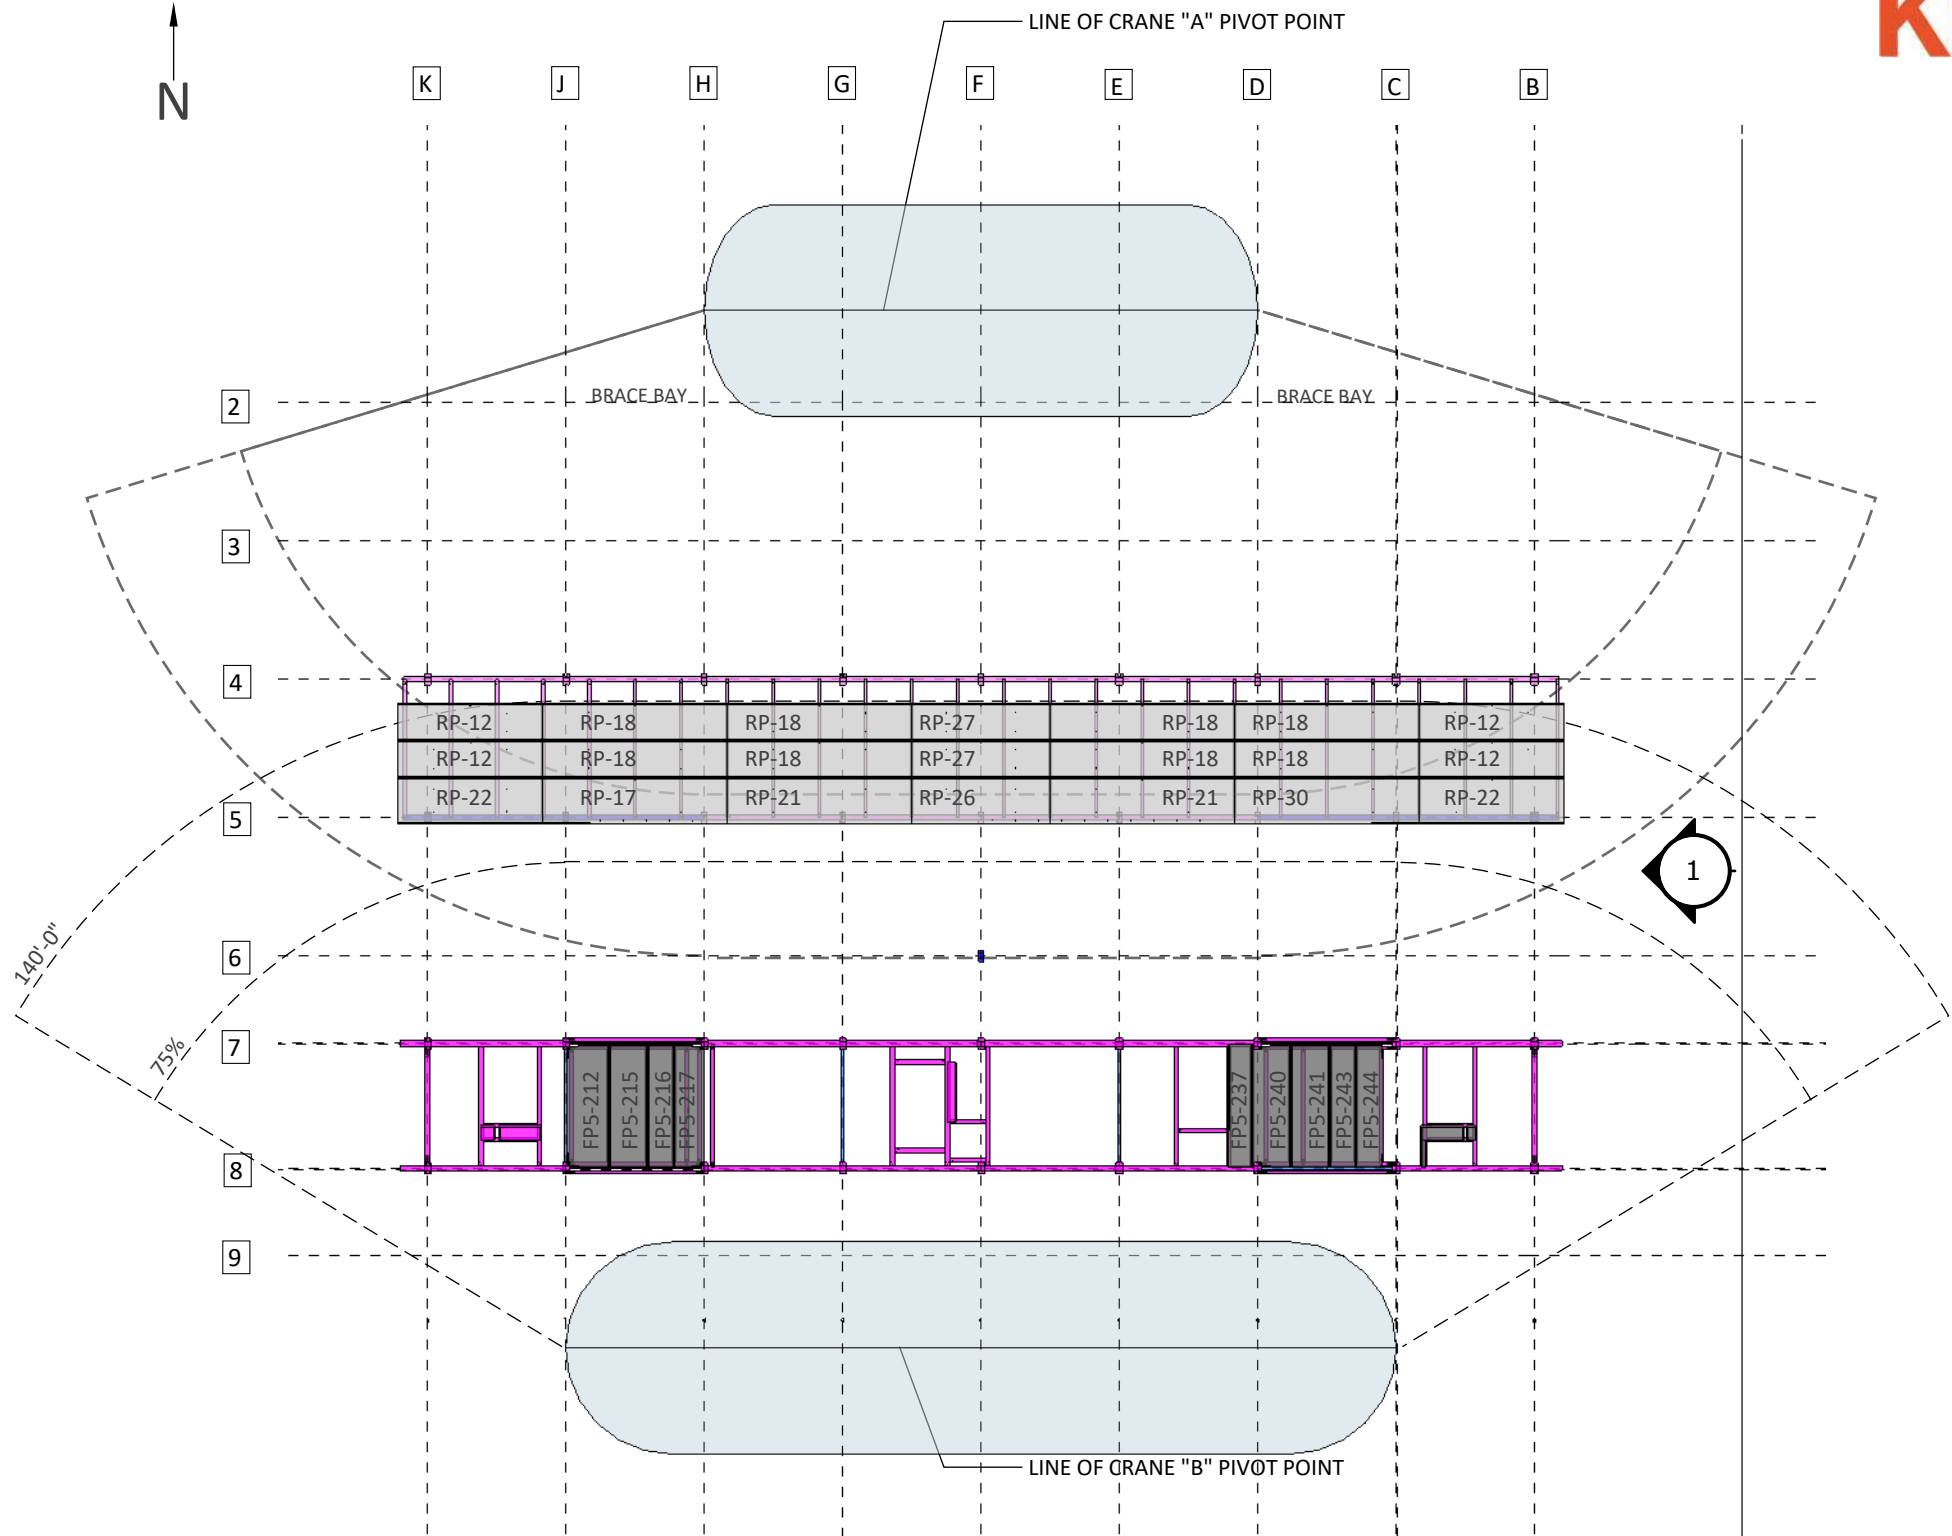 K
LINE OF CRANE "A" PIVOT POINT
N
K J H G F E D C B
BRACE BAY BRACE BAY
2
3
4
RP-12 RP-18 RP-18 RP-27 RP-18 RP-18 RP-12
RP-12 RP-18 RP-18 RP-27 RP-18 RP-18 RP-12
RP-22 RP-17 RP-21 RP-26 RP-21 RP-30 RP-22
5
1
140'-0"
6
75%
7
FP5-212 FP5-215 FP5-216 FP5-217 FP5-237 FP5-240 FP5-241 FP5-243 FP5-244
8
9
LINE OF CRANE "B" PIVOT POINT